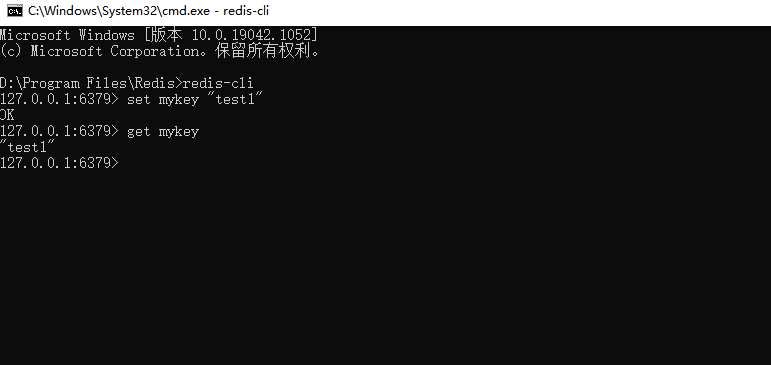 C:\Windows\System32\cmd.exe - redis-cli
Microsoft Windows [版本 10.0.19042.1052]
(c) Microsoft Corporation。保留所有权利。
D:\Program Files\Redis>redis-cli
127.0.0.1:6379> set mykey "test1"
OK
127.0.0.1:6379> get mykey
"test1"
127.0.0.1:6379>